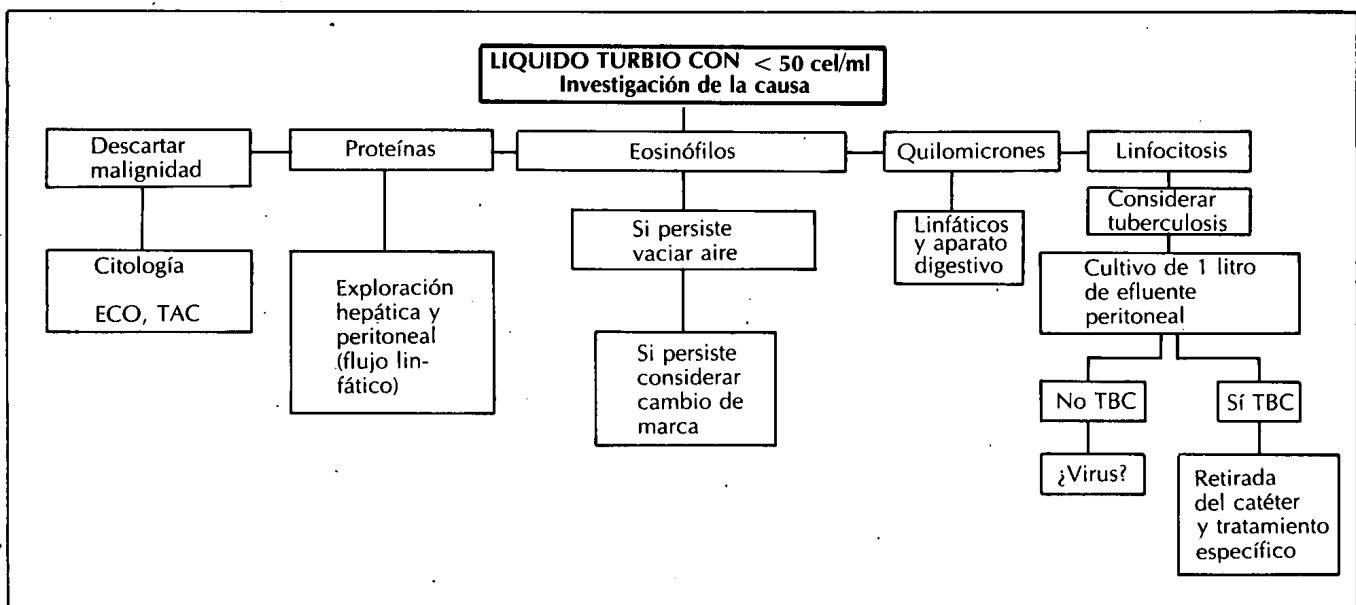 LIQUIDO TURBIO CON < 50 cel/ml
Investigación de la causa
Descartar
malignidad
Proteínas
Eosinófilos
Quilomicrones
Linfocitosis
Citología
ECO, TAC
Exploración
hepática y
peritoneal
(flujo lin-
fático)
Si persiste
vaciar aire
Si persiste
considerar
cambio de
marca
Linfáticos
y aparato
digestivo
Considerar
tuberculosis
Cultivo de 1 litro
de efluente
peritoneal
No TBC
Sí TBC
¿Virus?
Retirada
del catéter
y tratamiento
específico